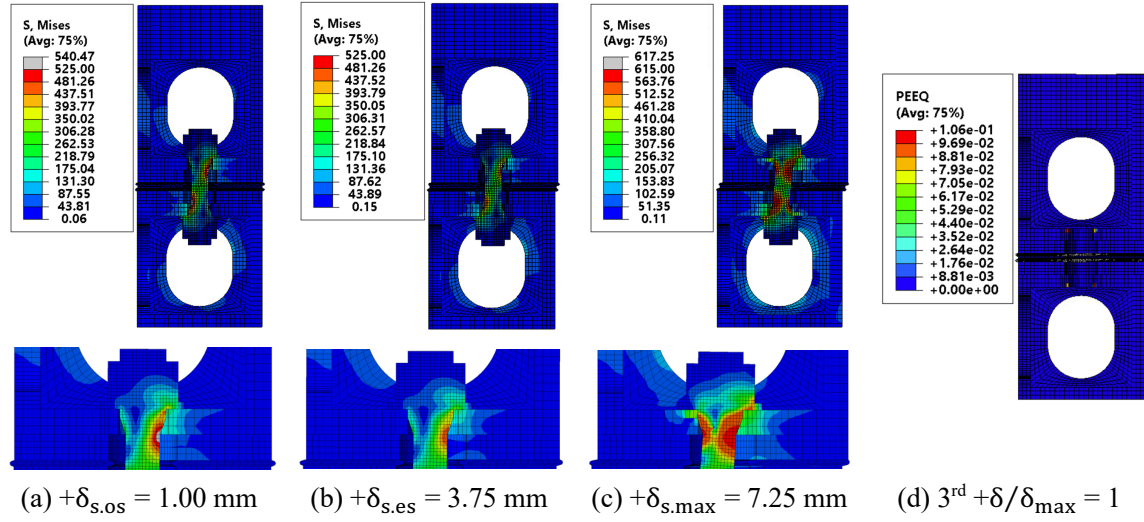 S, Mises
(Avg: 75%)
540.47
525.00
481.26
437.51
393.77
350.02
306.28
262.53
218.79
175.04
131.30
87.55
43.81
0.06
S, Mises
(Avg: 75%)
525.00
481.26
437.52
393.79
350.05
306.31
262.57
218.84
175.10
131.36
87.62
43.89
0.15
S, Mises
(Avg: 75%)
617.25
615.00
563.76
512.52
461.28
410.04
358.80
307.56
256.32
205.07
153.83
102.59
51.35
0.11
PEEQ
(Avg: 75%)
+1.06e-01
+9.69e-02
+8.81e-02
+7.93e-02
+7.05e-02
+6.17e-02
+5.29e-02
+4.40e-02
+3.52e-02
+2.64e-02
+1.76e-02
+8.81e-03
+0.00e+00
(a) +δs,os = 1.00 mm
(b) +δs,es = 3.75 mm
(c) +δs,max = 7.25 mm
(d) 3rd +δ/δmax = 1